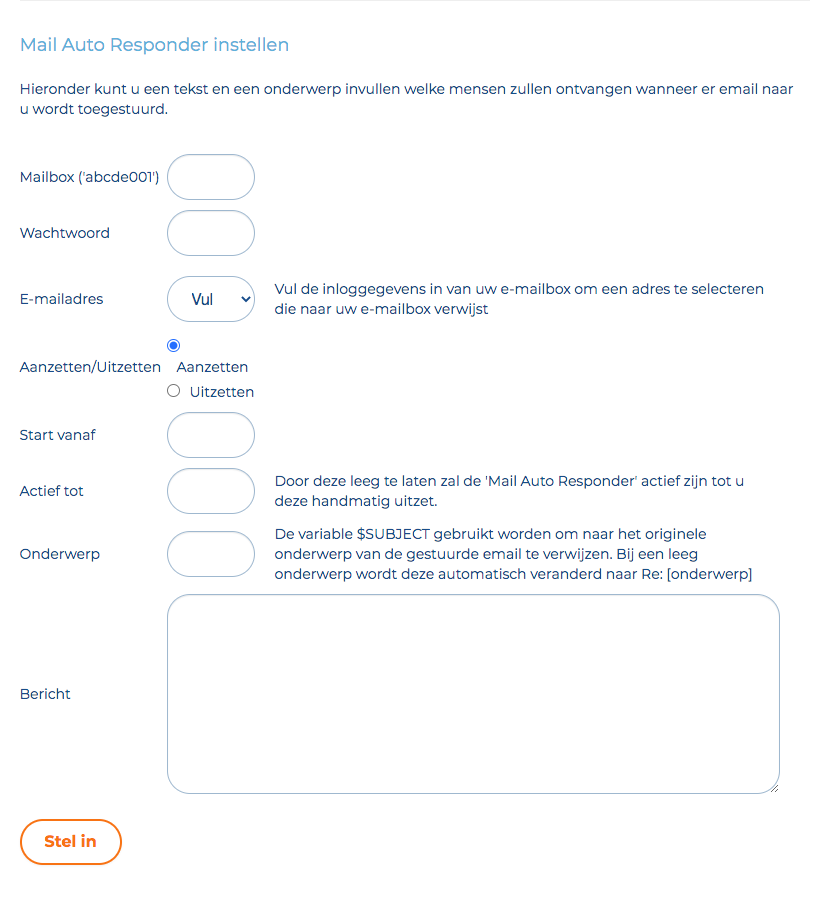 Mail Auto Responder instellen
Hieronder kunt u een tekst en een onderwerp invullen welke mensen zullen ontvangen wanneer er email naar
u wordt toegestuurd.
Mailbox ('abcde001')
Wachtwoord
E-mailadres
Vul
Vul de inloggegevens in van uw e-mailbox om een adres te selecteren
die naar uw e-mailbox verwijst
Aanzetten/Uitzetten
Aanzetten
Uitzetten
Start vanaf
Actief tot
Door deze leeg te laten zal de 'Mail Auto Responder' actief zijn tot u
deze handmatig uitzet.
Onderwerp
De variable $SUBJECT gebruikt worden om naar het originele
onderwerp van de gestuurde email te verwijzen. Bij een leeg
onderwerp wordt deze automatisch veranderd naar Re: [onderwerp]
Bericht
Stel in